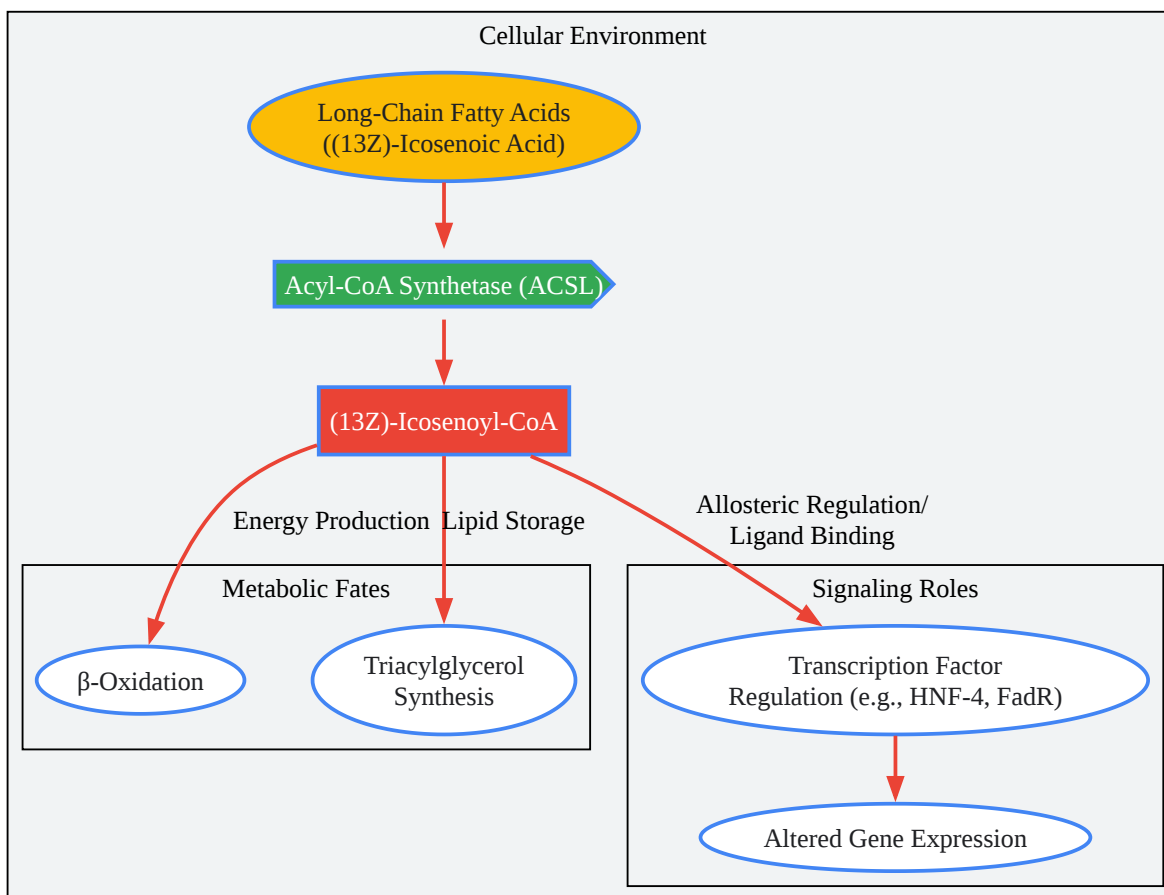 Cellular Environment
Long-Chain Fatty Acids
((13Z)-Icosenoic Acid)
Acyl-CoA Synthetase (ACSL)
(13Z)-Icosenoyl-CoA
Energy Production
Lipid Storage
Allosteric Regulation/
Ligand Binding
Metabolic Fates
β-Oxidation
Triacylglycerol
Synthesis
Signaling Roles
Transcription Factor
Regulation (e.g., HNF-4, FadR)
Altered Gene Expression